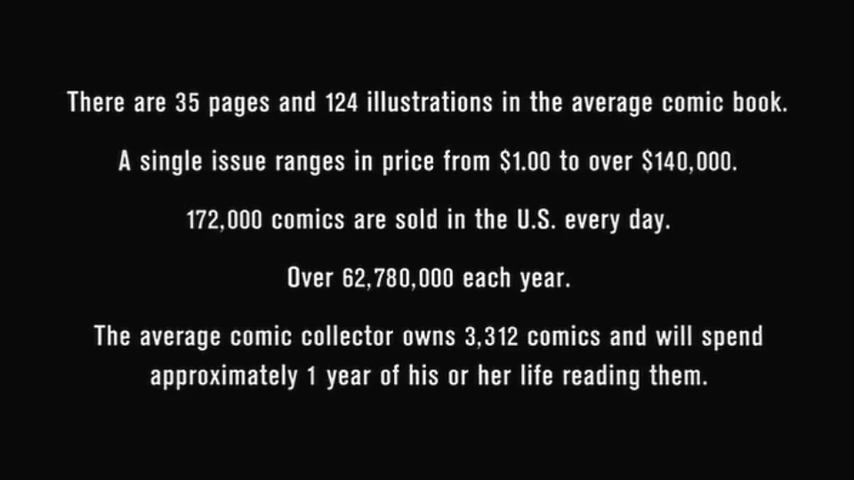 There are 35 pages and 124 illustrations in the average comic book.
A single issue ranges in price from $1.00 to over $140,000.
172,000 comics are sold in the U.S. every day.
Over 62,780,000 each year.
The average comic collector owns 3,312 comics and will spend
approximately 1 year of his or her life reading them.